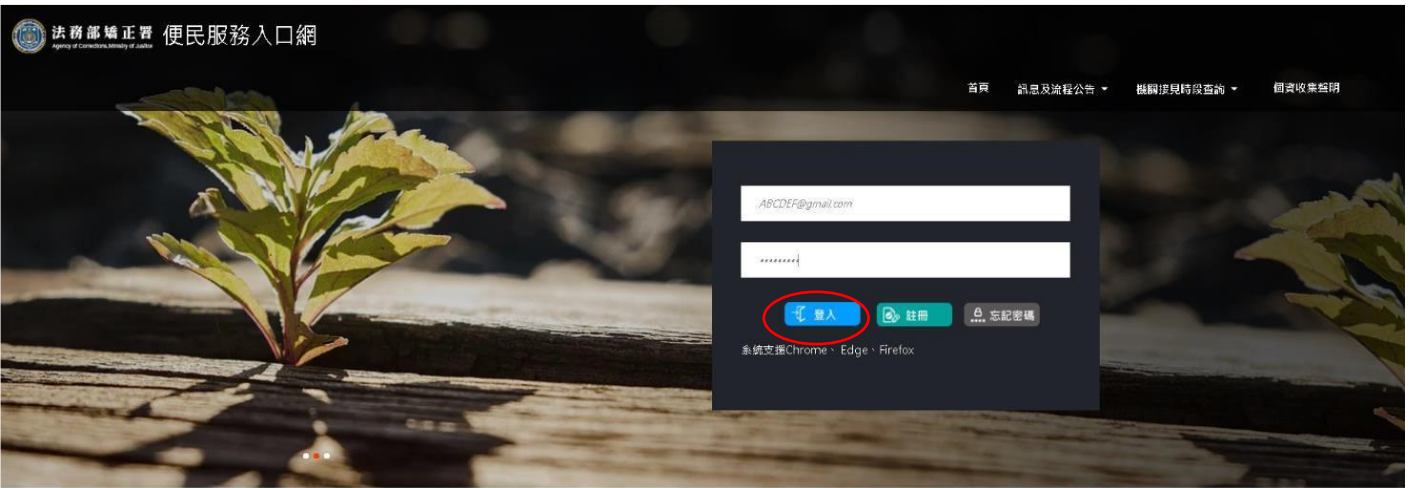 法務部矯正署 便民服務入口網
Agency of Corrections,Ministry of Justice
首頁 訊息及流程公告 機關接見時段查詢 個資收集聲明
ABCDEF@gmail.com
*********
登入 註冊 忘記密碼
系統支援Chrome、Edge、Firefox